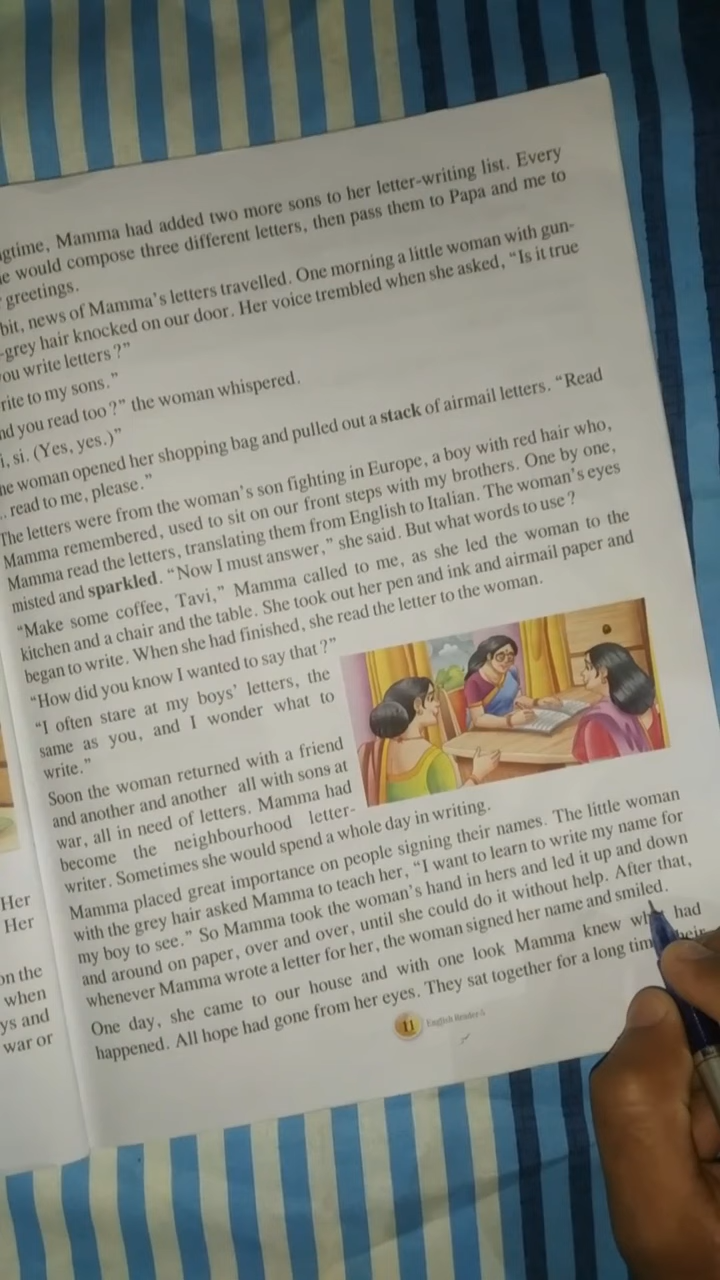 gtime, Mamma had added two more sons to her letter-writing list. Every
e would compose three different letters, then pass them to Papa and me to
greetings.
bit, news of Mamma's letters travelled. One morning a little woman with gun-
-grey hair knocked on our door. Her voice trembled when she asked, "Is it true
ou write letters?"
rite to my sons."
nd you read too?" the woman whispered.
i, si. (Yes, yes.)"
he woman opened her shopping bag and pulled out a stack of airmail letters. "Read
.. read to me, please."
The letters were from the woman's son fighting in Europe, a boy with red hair who,
Mamma remembered, used to sit on our front steps with my brothers. One by one,
Mamma read the letters, translating them from English to Italian. The woman's eyes
misted and sparkled. "Now I must answer," she said. But what words to use?
"Make some coffee, Tavi," Mamma called to me, as she led the woman to the
kitchen and a chair and the table. She took out her pen and ink and airmail paper and
began to write. When she had finished, she read the letter to the woman.
"How did you know I wanted to say that?"
"I often stare at my boys' letters, the
same as you, and I wonder what to
write."
Soon the woman returned with a friend
and another and another all with sons at
war, all in need of letters. Mamma had
become the neighbourhood letter-
writer. Sometimes she would spend a whole day in writing.
Mamma placed great importance on people signing their names. The little woman
with the grey hair asked Mamma to teach her, "I want to learn to write my name for
my boy to see." So Mamma took the woman's hand in hers and led it up and down
and around on paper, over and over, until she could do it without help. After that,
whenever Mamma wrote a letter for her, the woman signed her name and smiled.
One day, she came to our house and with one look Mamma knew had
happened. All hope had gone from her eyes. They sat together for a long their
11 English Reader-5
Her
Her
on the
when
ys and
war or